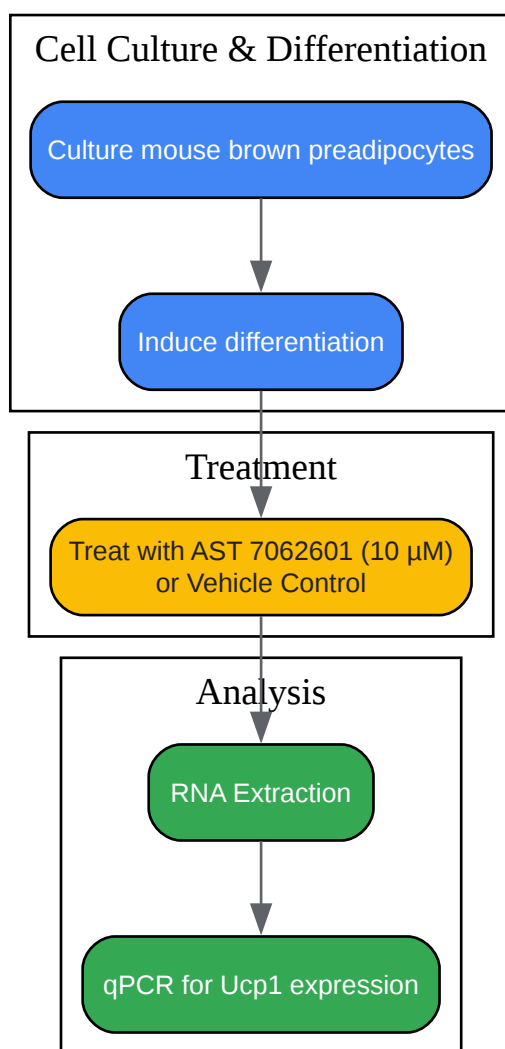 Cell Culture & Differentiation
Culture mouse brown preadipocytes
Induce differentiation
Treatment
Treat with AST 7062601 (10 µM)
or Vehicle Control
Analysis
RNA Extraction
qPCR for Ucp1 expression